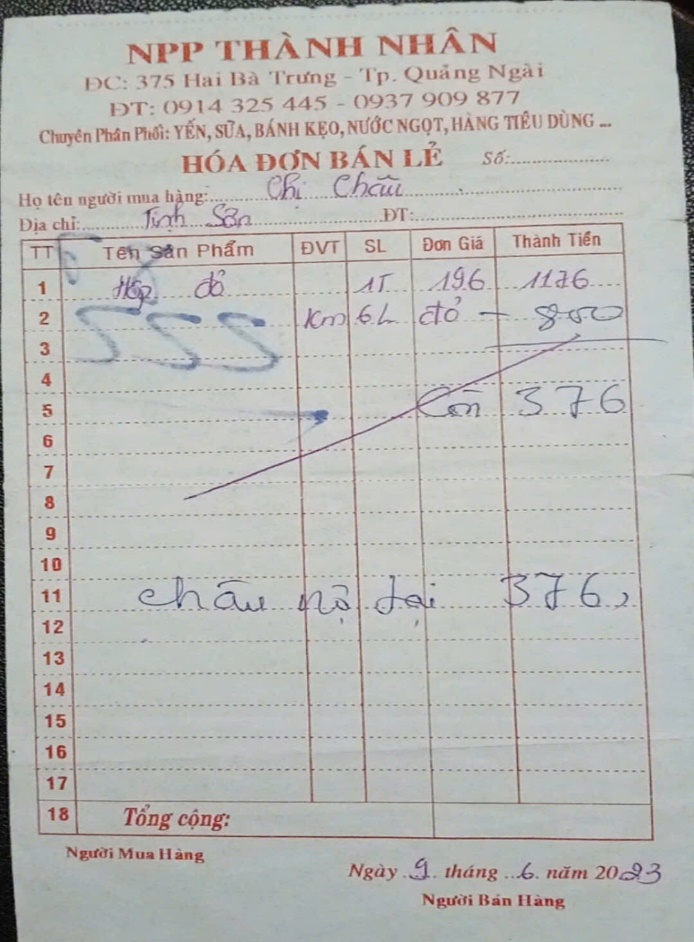 NPP THÀNH NHÂN
ĐC: 375 Hai Bà Trưng - Tp. Quảng Ngài
ĐT: 0914 325 445 - 0937 909 877
Chuyên Phân Phối: YẾN, SỮA, BÁNH KẸO, NƯỚC NGỌT, HÀNG TIÊU DÙNG ...
HÓA ĐƠN BÁN LẺ Số:
Họ tên người mua hàng: Chị Châu
Địa chỉ: Tịnh Sơn ĐT:
TT Tên Sản Phẩm ĐVT SL Đơn Giá Thành Tiền
1 Hộp đỏ 1T 196 1176
2 SSS Km 6L đỏ - 800
3
4
5 Còn 376
6
7
8
9
10
11 Châu nợ lại 376,
12
13
14
15
16
17
18 Tổng cộng:
Người Mua Hàng
Ngày 9 tháng 6 năm 2023
Người Bán Hàng